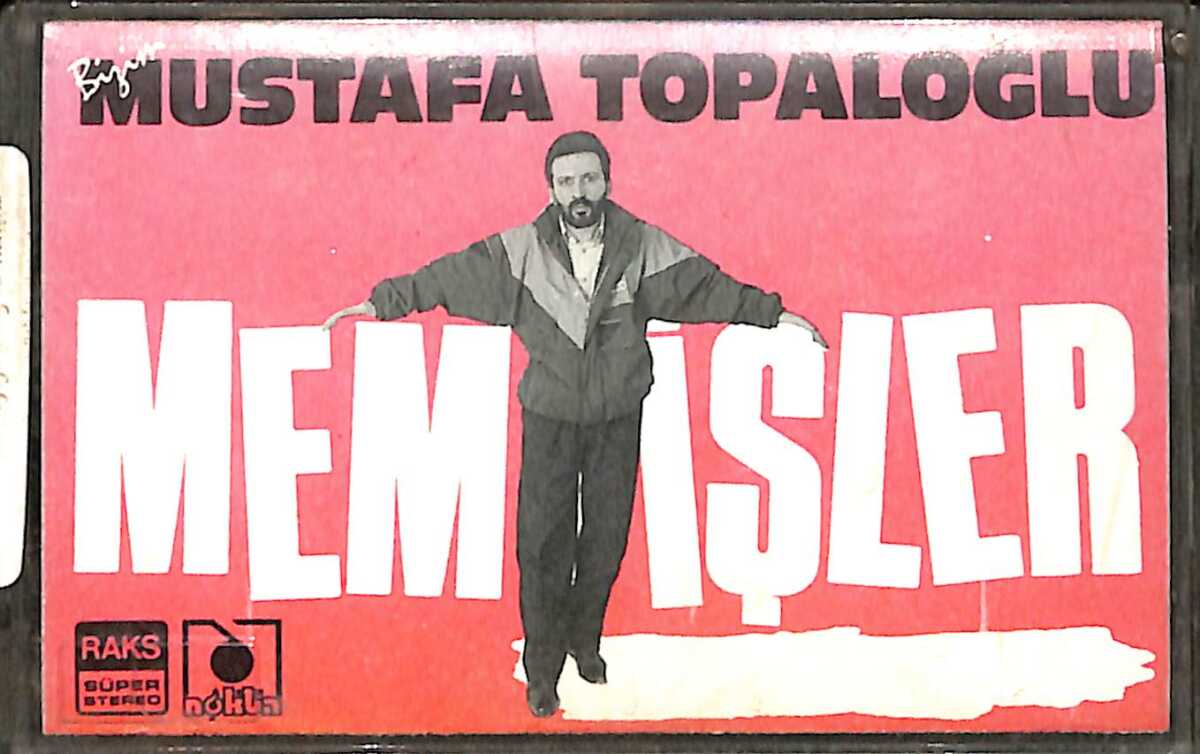 Bizim
MUSTAFA TOPALOGLU
MEMİŞLER
RAKS
SÜPER
STEREO
nokta